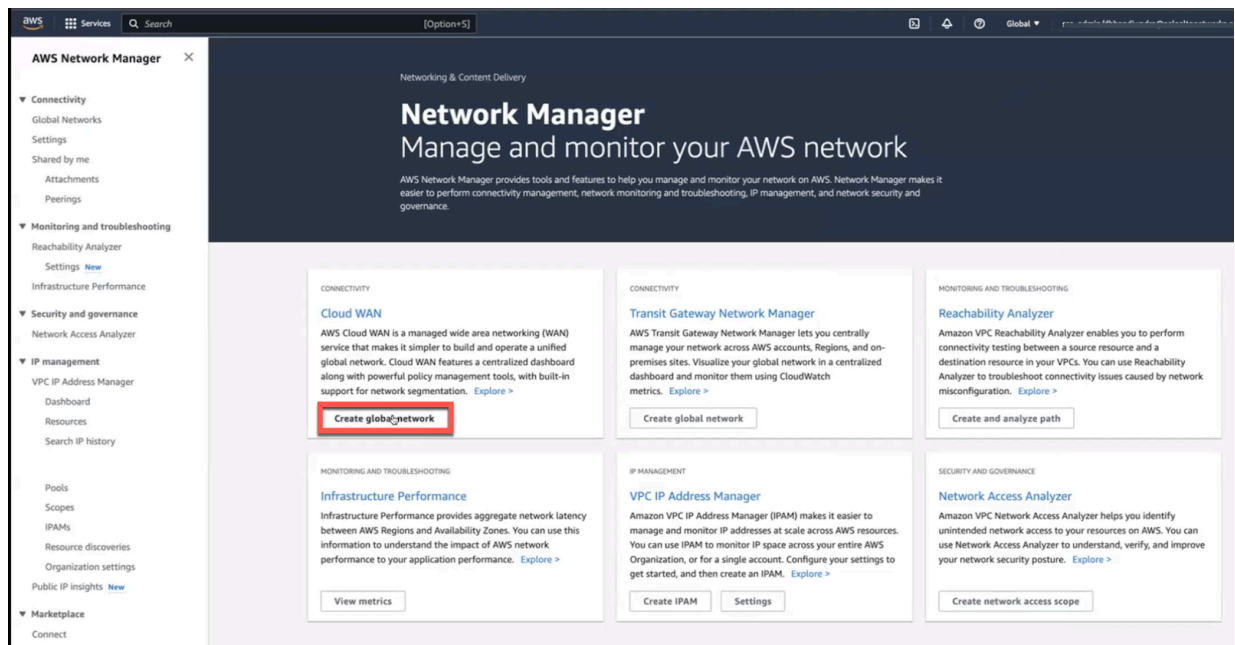 aws
Services
Search
[Option+5]
Global
AWS Network Manager
Connectivity
Global Networks
Settings
Shared by me
Attachments
Peerings
Monitoring and troubleshooting
Reachability Analyzer
Settings New
Infrastructure Performance
Security and governance
Network Access Analyzer
IP management
VPC IP Address Manager
Dashboard
Resources
Search IP history
Pools
Scopes
IPAMs
Resource discoveries
Organization settings
Public IP insights New
Marketplace
Connect
Networking & Content Delivery
Network Manager
Manage and monitor your AWS network
AWS Network Manager provides tools and features to help you manage and monitor your network on AWS. Network Manager makes it
easier to perform connectivity management, network monitoring and troubleshooting, IP management, and network security and
governance.
CONNECTIVITY
Cloud WAN
AWS Cloud WAN is a managed wide area networking (WAN)
service that makes it simpler to build and operate a unified
global network. Cloud WAN features a centralized dashboard
along with powerful policy management tools, with built-in
support for network segmentation. Explore >
Create global network
CONNECTIVITY
Transit Gateway Network Manager
AWS Transit Gateway Network Manager lets you centrally
manage your network across AWS accounts, Regions, and on-
premises sites. Visualize your global network in a centralized
dashboard and monitor them using CloudWatch
metrics. Explore >
Create global network
MONITORING AND TROUBLESHOOTING
Reachability Analyzer
Amazon VPC Reachability Analyzer enables you to perform
connectivity testing between a source resource and a
destination resource in your VPCs. You can use Reachability
Analyzer to troubleshoot connectivity issues caused by network
misconfiguration. Explore >
Create and analyze path
MONITORING AND TROUBLESHOOTING
Infrastructure Performance
Infrastructure Performance provides aggregate network latency
between AWS Regions and Availability Zones. You can use this
information to understand the impact of AWS network
performance to your application performance. Explore >
View metrics
IP MANAGEMENT
VPC IP Address Manager
Amazon VPC IP Address Manager (IPAM) makes it easier to
manage and monitor IP addresses at scale across AWS resources.
You can use IPAM to monitor IP space across your entire AWS
Organization, or for a single account. Configure your settings to
get started, and then create an IPAM. Explore >
Create IPAM
Settings
SECURITY AND GOVERNANCE
Network Access Analyzer
Amazon VPC Network Access Analyzer helps you identify
unintended network access to your resources on AWS. You can
use Network Access Analyzer to understand, verify, and improve
your network security posture. Explore >
Create network access scope